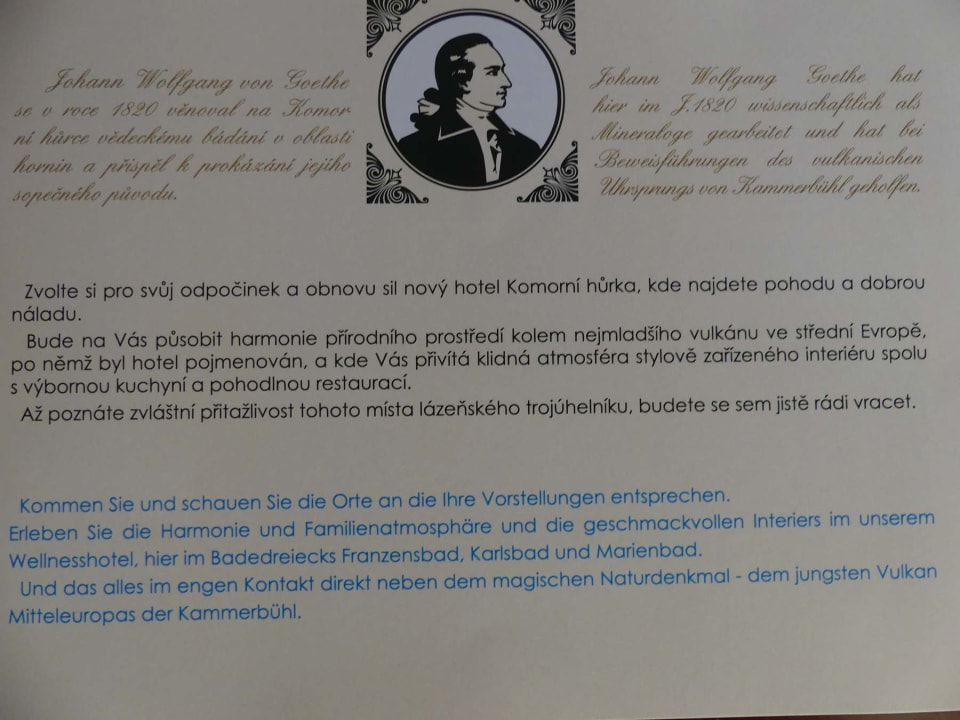 Johann Wolfgang von Goethe
se v roce 1820 věnoval na Komor
ní hůrce vědeckému bádání v oblasti
hornin a přispěl k prokázání jejího
sopečného původu.
Johann Wolfgang Goethe hat
hier im J.1820 wissenschaftlich als
Mineraloge gearbeitet und hat bei
Beweisführungen des vulkanischen
Uhrsprungs von Kammerbühl geholfen.
Zvolte si pro svůj odpočinek a obnovu sil nový hotel Komorní hůrka, kde najdete pohodu a dobrou
náladu.
Bude na Vás působit harmonie přírodního prostředí kolem nejmladšího vulkánu ve střední Evropě,
po němž byl hotel pojmenován, a kde Vás přivítá klidná atmosféra stylově zařízeného interiéru spolu
s výbornou kuchyní a pohodlnou restaurací.
Až poznáte zvláštní přitažlivost tohoto místa lázeňského trojúhelníku, budete se sem jistě rádi vracet.
Kommen Sie und schauen Sie die Orte an die Ihre Vorstellungen entsprechen.
Erleben Sie die Harmonie und Familienatmosphäre und die geschmackvollen Interiers im unserem
Wellnesshotel, hier im Badedreiecks Franzensbad, Karlsbad und Marienbad.
Und das alles im engen Kontakt direkt neben dem magischen Naturdenkmal - dem jungsten Vulkan
Mitteleuropas der Kammerbühl.